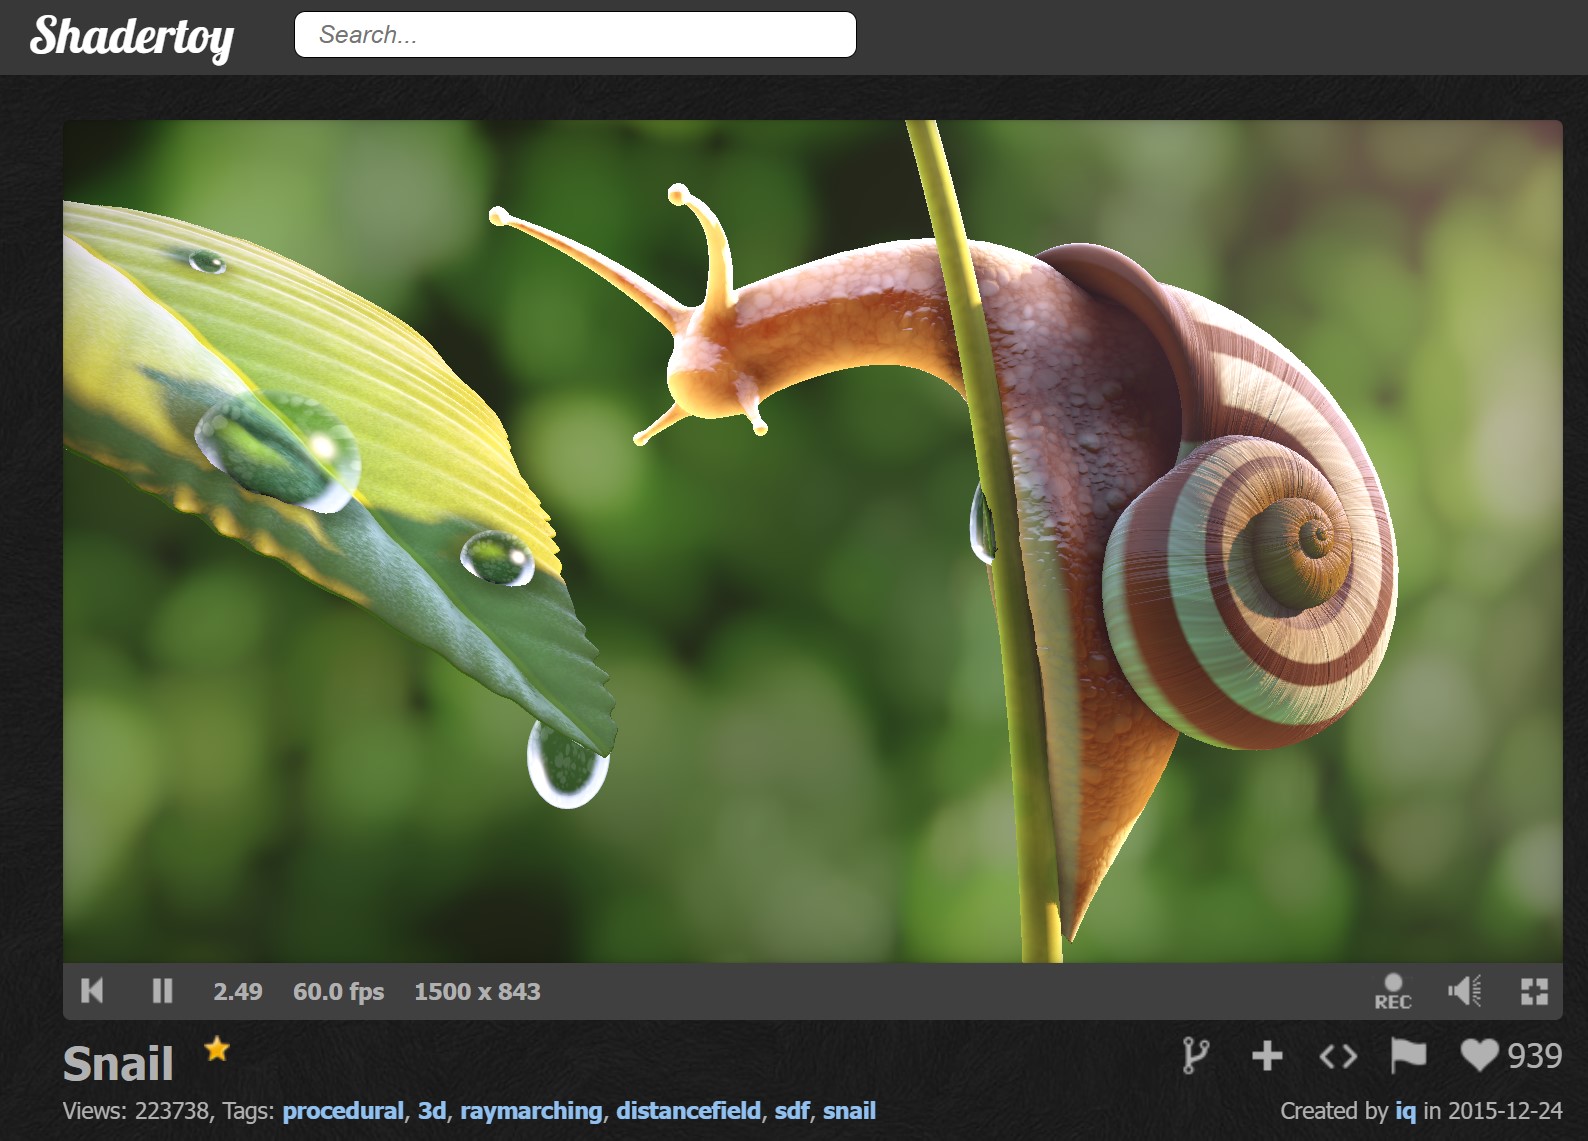 Shadertoy
Search...
2.49 60.0 fps 1500 x 843
REC
Snail
939
Views: 223738, Tags: procedural, 3d, raymarching, distancefield, sdf, snail
Created by iq in 2015-12-24